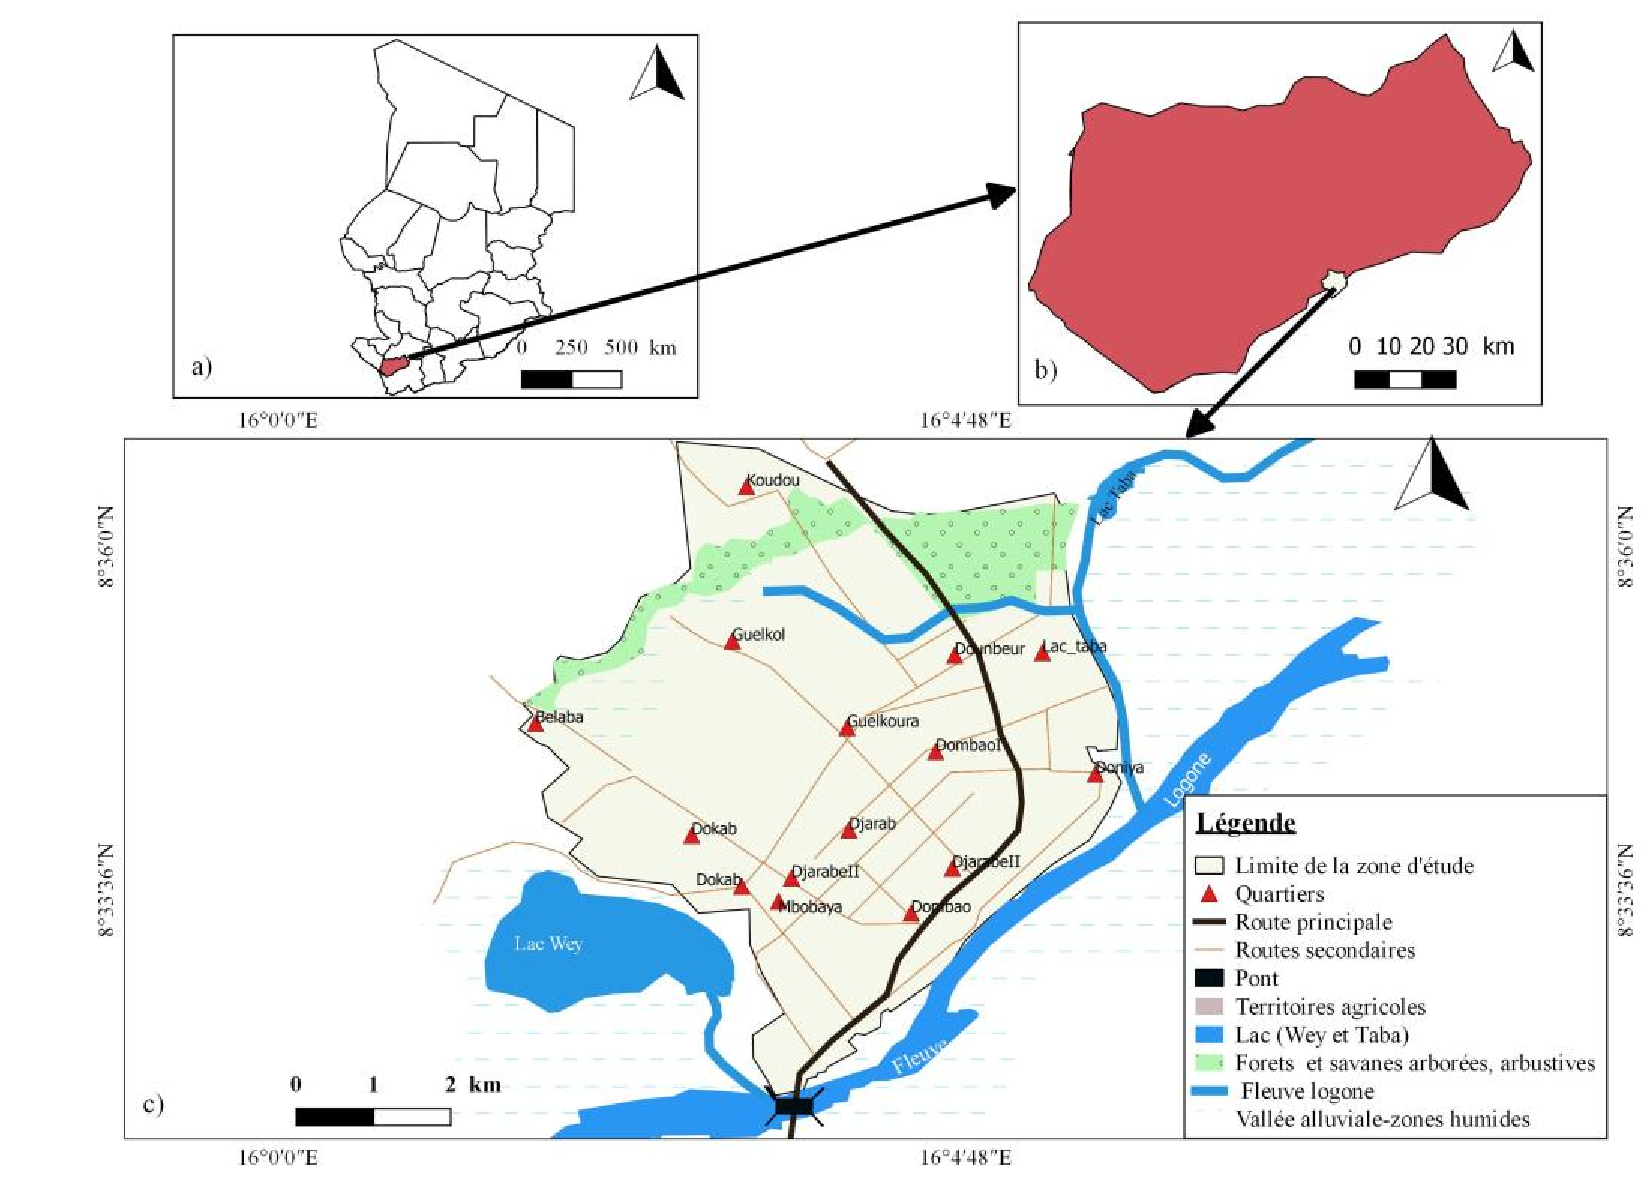 a)
0 250 500 km
b)
0 10 20 30 km
16°0'0"E 16°4'48"E
8°36'0"N
8°36'0"N
8°33'36"N
8°33'36"N
Koudou
Lac Taba
Guelkol
Dounbeur
Lac_taba
Belaba
Guelkoura
DombaoI
Doniya
Logone
Dokab
Djarab
DjarabeII
DjarabeII
Dokab
Mbobaya
Dombao
Lac Wey
Fleuve
0 1 2 km
c)
Légende
Limite de la zone d'étude
Quartiers
Route principale
Routes secondaires
Pont
Territoires agricoles
Lac (Wey et Taba)
Forets et savanes arborées, arbustives
Fleuve logone
Vallée alluviale-zones humides
16°0'0"E 16°4'48"E